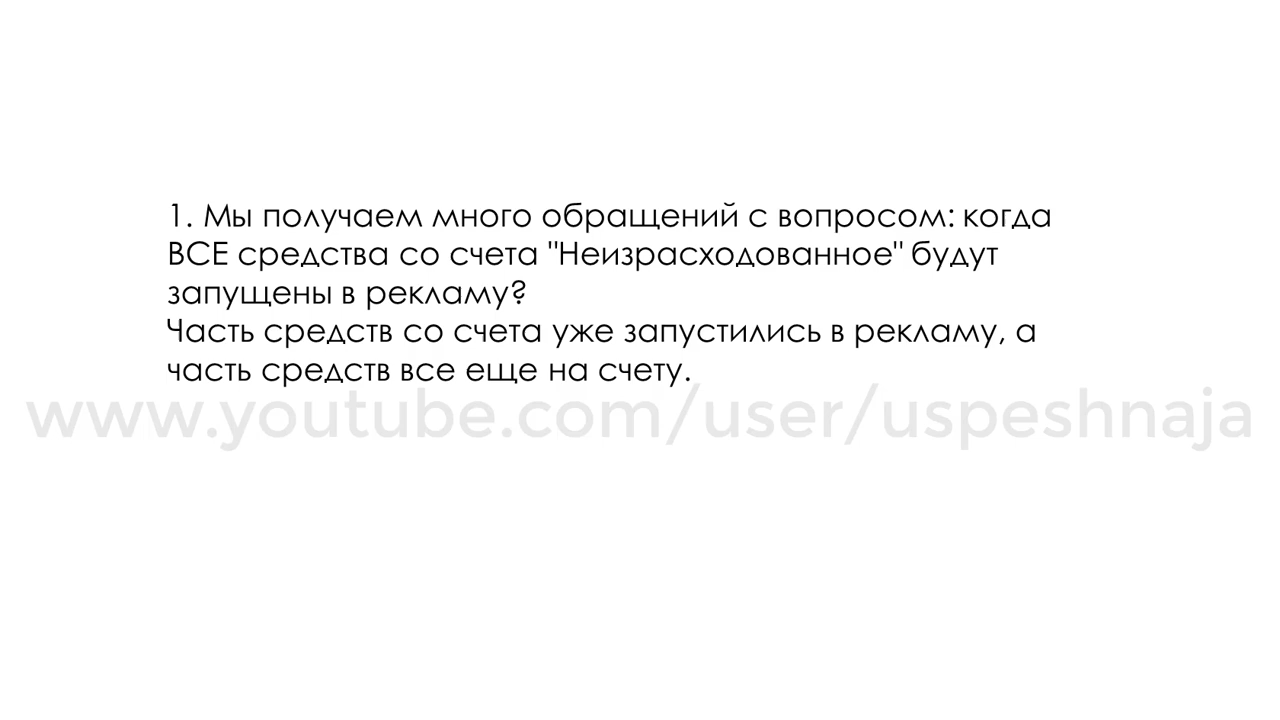 1. Мы получаем много обращений с вопросом: когда
ВСЕ средства со счета "Неизрасходованное" будут
запущены в рекламу?
Часть средств со счета уже запустились в рекламу, а
часть средств все еще на счету.
www.youtube.com/user/uspeshnaja